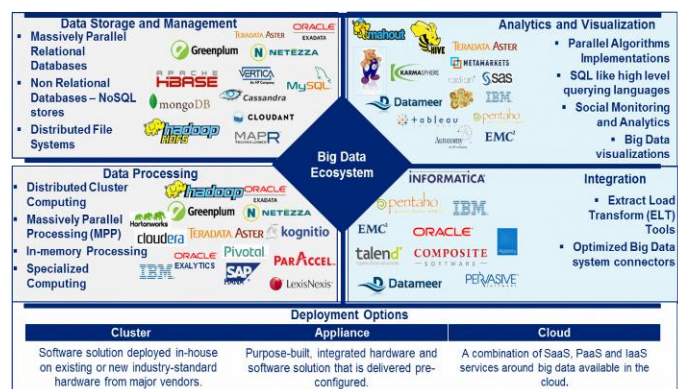 Data Storage and Management
Massively Parallel
Relational
Databases
Non Relational
Databases – NoSQL
stores
Distributed File
Systems
TERADATA ASTER
ORACLE
EXADATA
Greenplum
NETEZZA
APACHE
HBASE
VERTICA
MySQL
mongoDB
Cassandra
CLOUDANT
hadoop
HDFS
MAPR
TECHNOLOGIES
Analytics and Visualization
mahout
HIVE
TERADATA ASTER
KARMASPHERE
METAMARKETS
radian6
sas
Datameer
IBM
tableau
pentaho
Autonomy
EMC²
Parallel Algorithms
Implementations
SQL like high level
querying languages
Social Monitoring
and Analytics
Big Data
visualizations
Big Data
Ecosystem
Data Processing
Distributed Cluster
Computing
Massively Parallel
Processing (MPP)
In-memory Processing
Specialized
Computing
hadoop
ORACLE
EXADATA
Greenplum
NETEZZA
Hortonworks
cloudera
TERADATA ASTER
kognitio
IBM
ORACLE
EXALYTICS
Pivotal
SAP
HANA
PARACCEL
LexisNexis
INFORMATICA
pentaho
IBM
EMC²
ORACLE
talend
COMPOSITE
SOFTWARE
Datameer
PERVASIVE
Integration
Extract Load
Transform (ELT)
Tools
Optimized Big Data
system connectors
Deployment Options
Cluster
Appliance
Cloud
Software solution deployed in-house
on existing or new industry-standard
hardware from major vendors.
Purpose-built, integrated hardware and
software solution that is delivered pre-
configured.
A combination of SaaS, PaaS and IaaS
services around big data available in the
cloud.